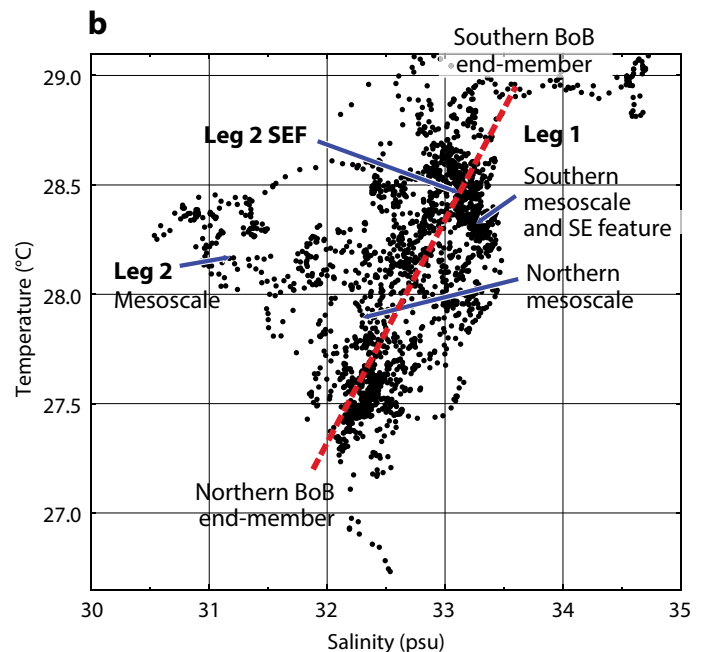 b
Southern BoB
end-member
Leg 2 SEF
Leg 1
Southern
mesoscale
and SE feature
Leg 2
Mesoscale
Northern
mesoscale
Northern BoB
end-member
Temperature (°C)
29.0
28.5
28.0
27.5
27.0
30 31 32 33 34 35
Salinity (psu)